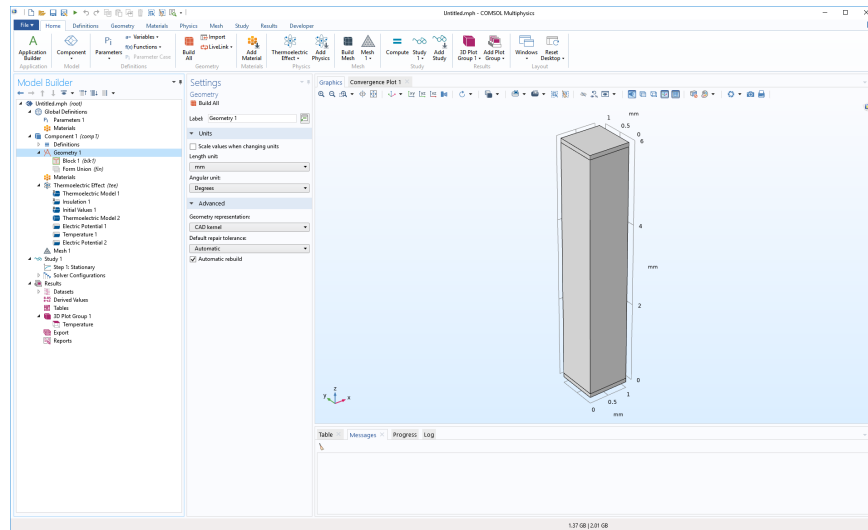 Untitled.mph - COMSOL Multiphysics
File Home Definitions Geometry Materials Physics Mesh Study Results Developer
Application Builder
Component
Parameters
a= Variables
f(x) Functions
Pi Parameter Case
Build All
Import
LiveLink
Add Material
Thermoelectric Effect
Add Physics
Build Mesh
Mesh 1
Compute
Study 1
Add Study
3D Plot Group 1
Add Plot Group
Windows
Reset Desktop
Application Model Definitions Geometry Materials Physics Mesh Study Results Layout
Model Builder
Untitled.mph (root)
Global Definitions
Pi Parameters 1
Materials
Component 1 (comp1)
Definitions
Geometry 1
Block 1 (blk1)
Form Union (fin)
Materials
Thermoelectric Effect (tee)
Thermoelectric Model 1
Insulation 1
Initial Values 1
Thermoelectric Model 2
Electric Potential 1
Temperature 1
Electric Potential 2
Mesh 1
Study 1
Step 1: Stationary
Solver Configurations
Results
Datasets
Derived Values
Tables
3D Plot Group 1
Temperature
Export
Reports
Settings
Geometry
Build All
Label: Geometry 1
Units
Scale values when changing units
Length unit:
mm
Angular unit:
Degrees
Advanced
Geometry representation:
CAD kernel
Default repair tolerance:
Automatic
Automatic rebuild
Graphics Convergence Plot 1
1 mm
0.5
0
6
4
mm
2
0
1
0.5
0 mm
z
y x
Table Messages Progress Log
1.37 GB | 2.01 GB